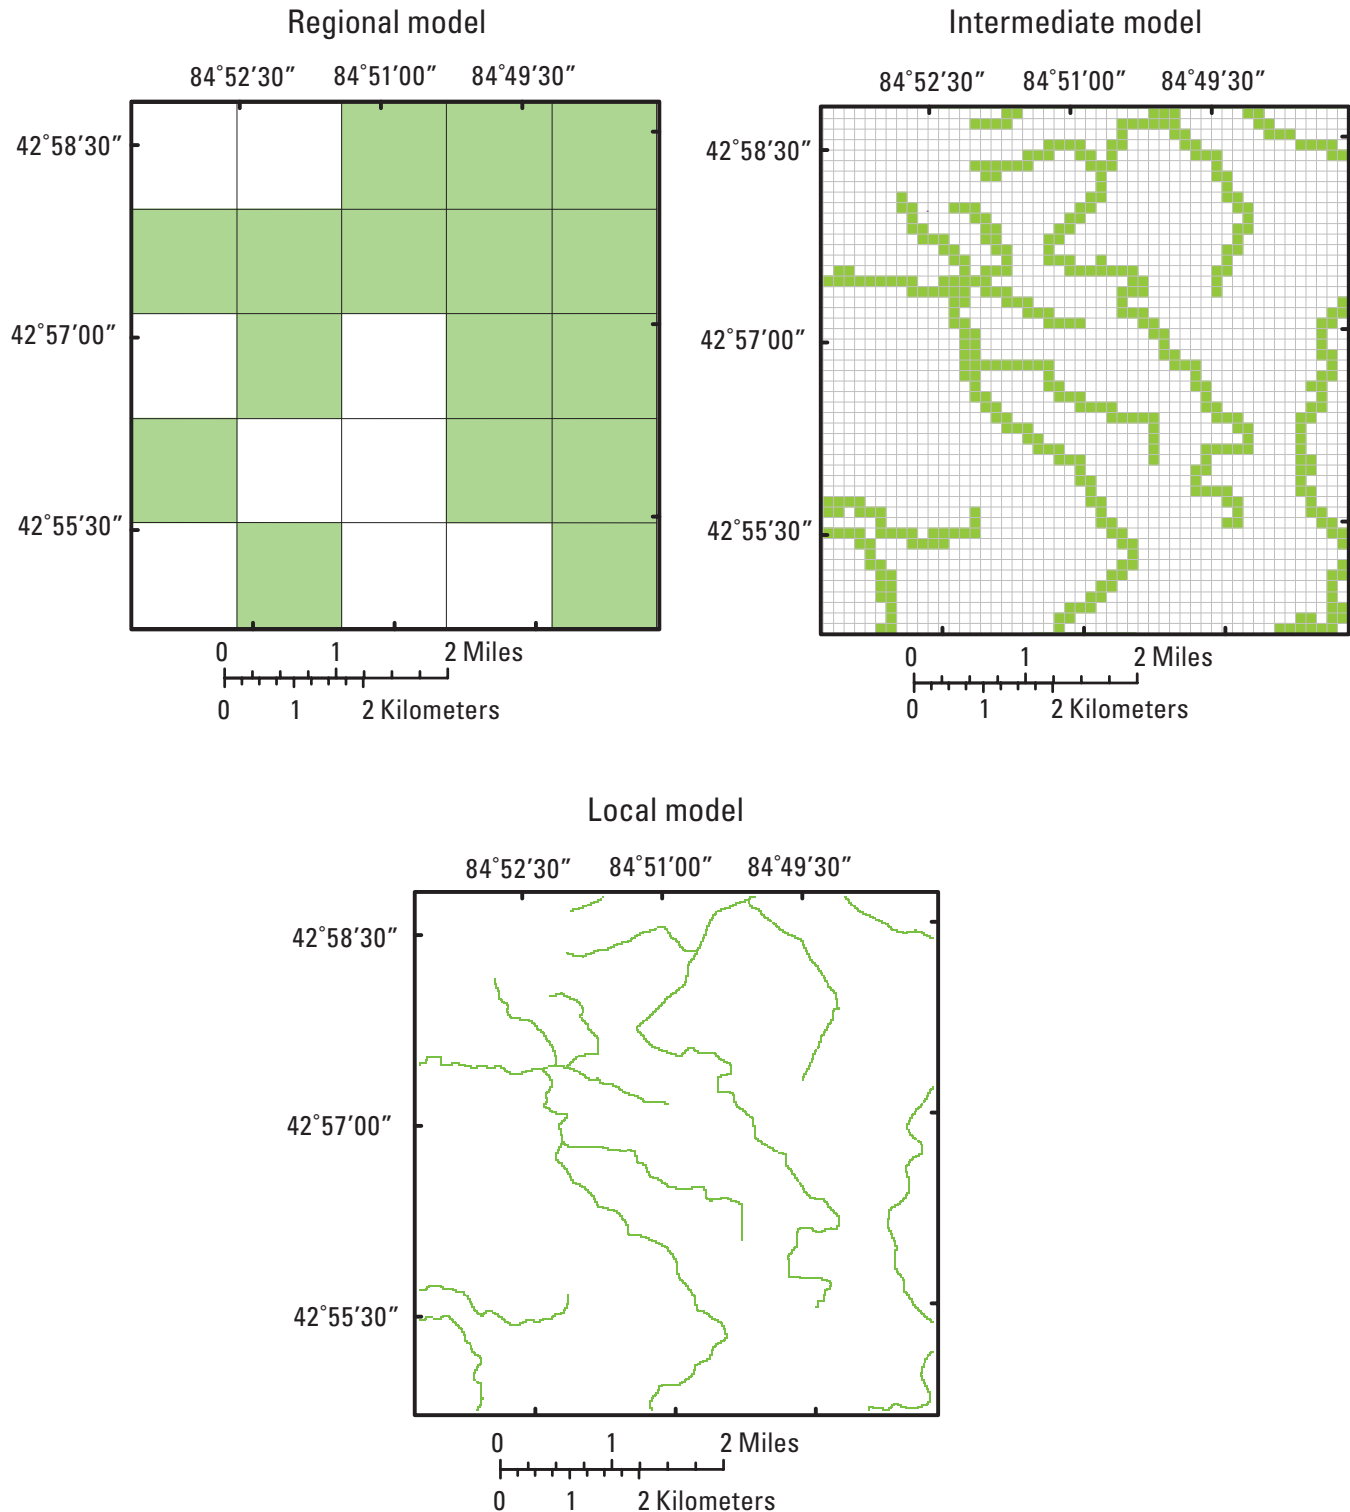 Regional model
84°52’30” 84°51’00” 84°49’30”
42°58’30”
42°57’00”
42°55’30”
0 1 2 Miles
0 1 2 Kilometers
Intermediate model
84°52’30” 84°51’00” 84°49’30”
42°58’30”
42°57’00”
42°55’30”
0 1 2 Miles
0 1 2 Kilometers
Local model
84°52’30” 84°51’00” 84°49’30”
42°58’30”
42°57’00”
42°55’30”
0 1 2 Miles
0 1 2 Kilometers